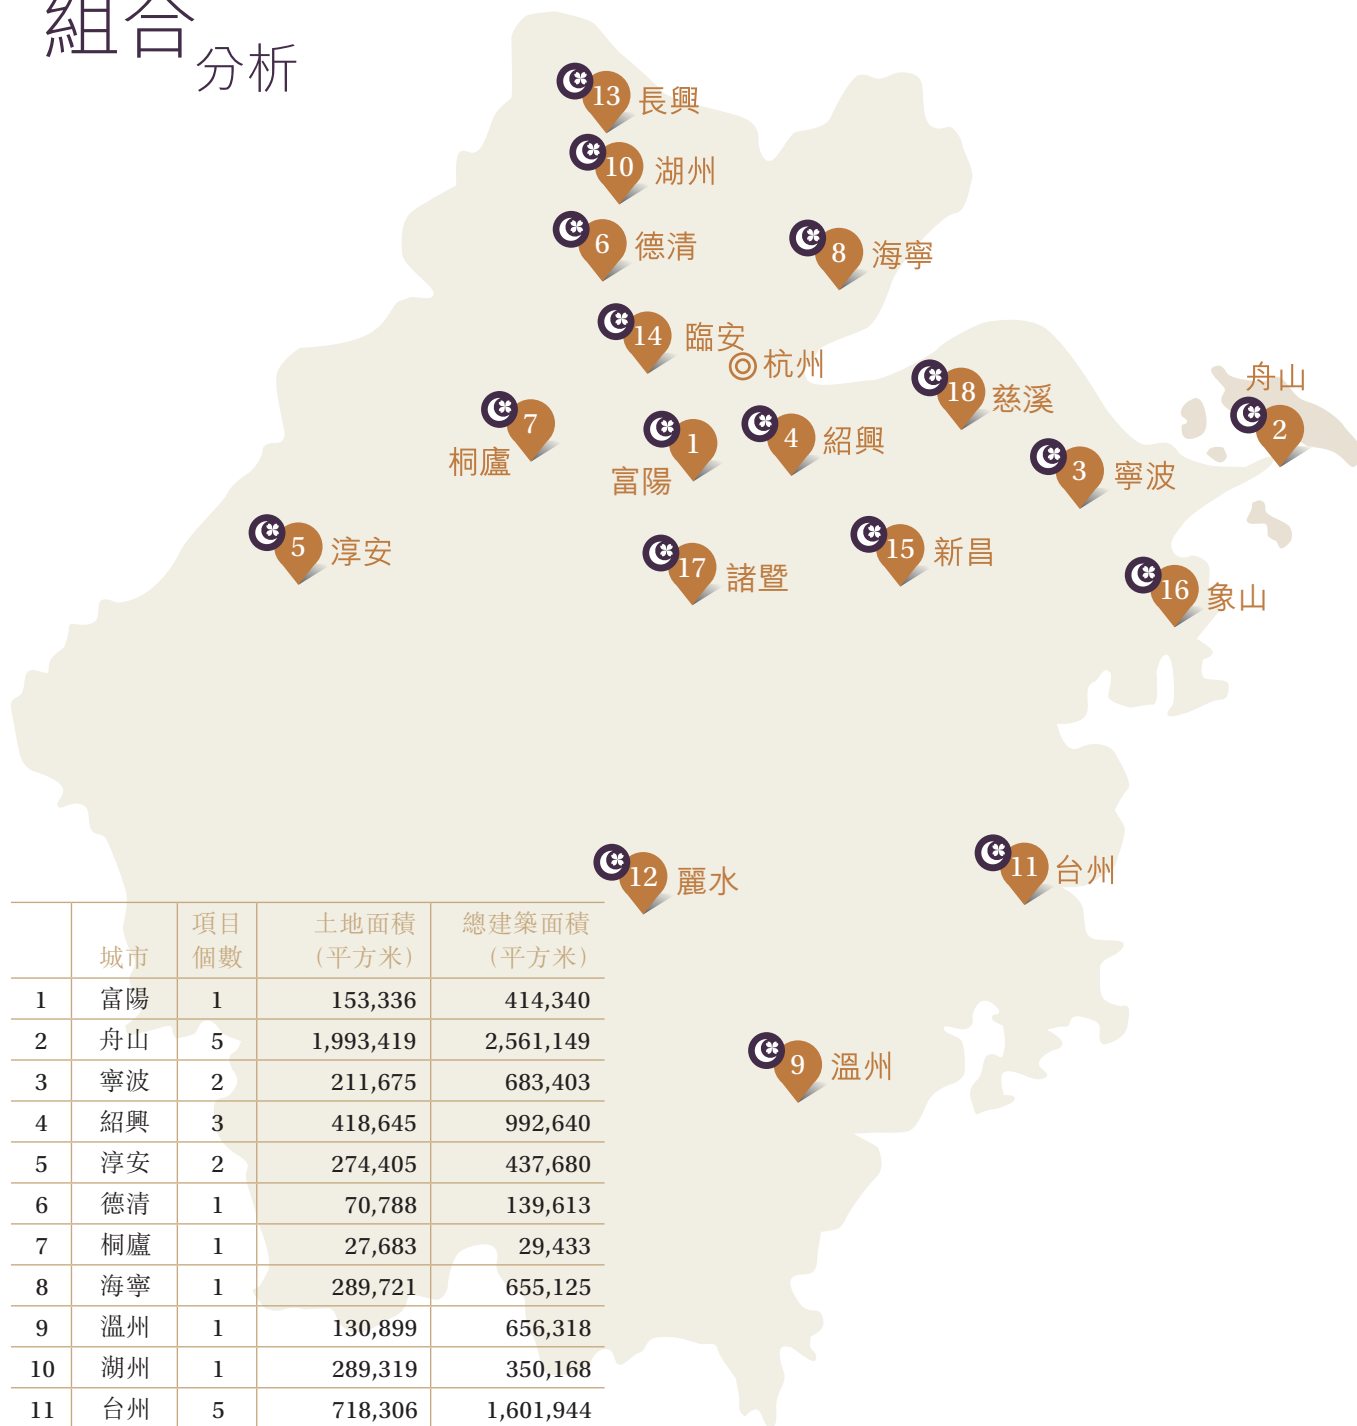 組合
分析
13 長興
10 湖州
6 德清
8 海寧
14 臨安
杭州
舟山
2
18 慈溪
7
桐廬
1
富陽
4 紹興
3 寧波
5 淳安
17 諸暨
15 新昌
16 象山
12 麗水
11 台州
9 溫州
城市 項目個數 土地面積（平方米） 總建築面積（平方米）
1 富陽 1 153,336 414,340
2 舟山 5 1,993,419 2,561,149
3 寧波 2 211,675 683,403
4 紹興 3 418,645 992,640
5 淳安 2 274,405 437,680
6 德清 1 70,788 139,613
7 桐廬 1 27,683 29,433
8 海寧 1 289,721 655,125
9 溫州 1 130,899 656,318
10 湖州 1 289,319 350,168
11 台州 5 718,306 1,601,944